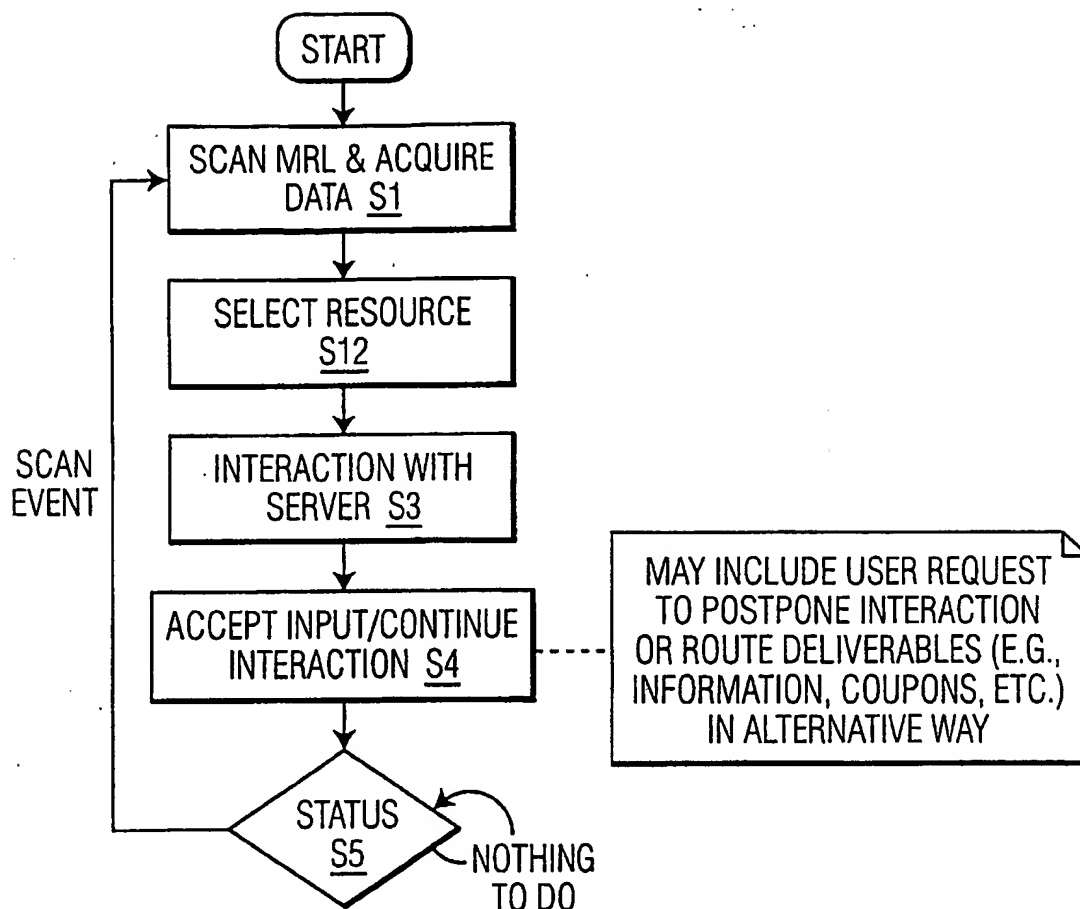 START
SCAN MRL & ACQUIRE
DATA S1
SELECT RESOURCE
S12
INTERACTION WITH
SERVER S3
SCAN
EVENT
ACCEPT INPUT/CONTINUE
INTERACTION S4
MAY INCLUDE USER REQUEST
TO POSTPONE INTERACTION
OR ROUTE DELIVERABLES (E.G.,
INFORMATION, COUPONS, ETC.)
IN ALTERNATIVE WAY
STATUS
S5
NOTHING
TO DO